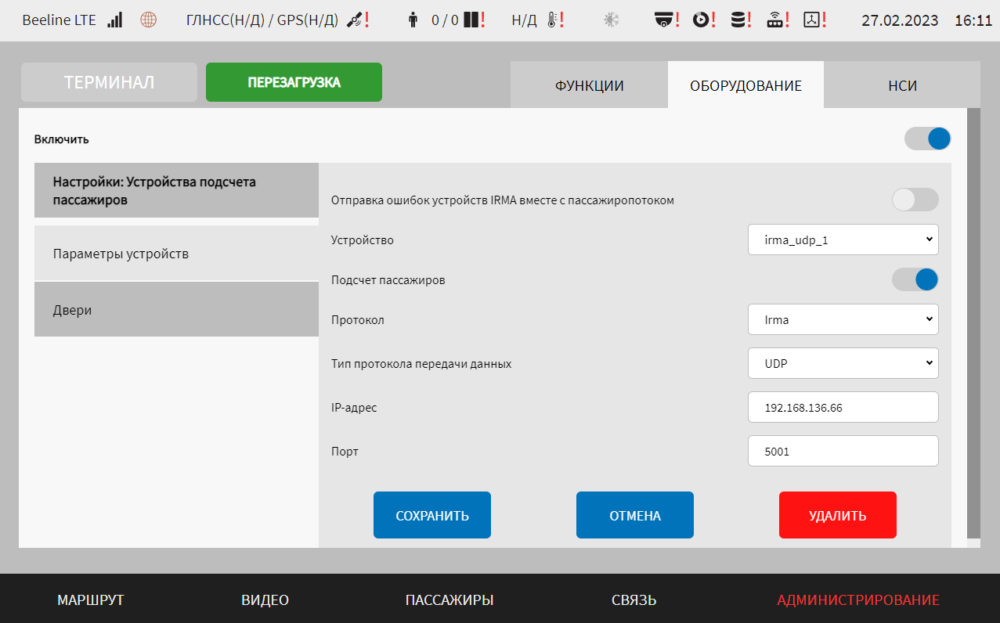 Beeline LTE ГЛНСС(Н/Д) / GPS(Н/Д) ! 0 / 0 ! Н/Д ! ! ! ! ! ! 27.02.2023 16:11
ТЕРМИНАЛ ПЕРЕЗАГРУЗКА ФУНКЦИИ ОБОРУДОВАНИЕ НСИ
Включить
Настройки: Устройства подсчета
пассажиров
Параметры устройств
Двери
Отправка ошибок устройств IRMA вместе с пассажиропотоком
Устройство irma_udp_1
Подсчет пассажиров
Протокол Irma
Тип протокола передачи данных UDP
IP-адрес 192.168.136.66
Порт 5001
СОХРАНИТЬ ОТМЕНА УДАЛИТЬ
МАРШРУТ ВИДЕО ПАССАЖИРЫ СВЯЗЬ АДМИНИСТРИРОВАНИЕ